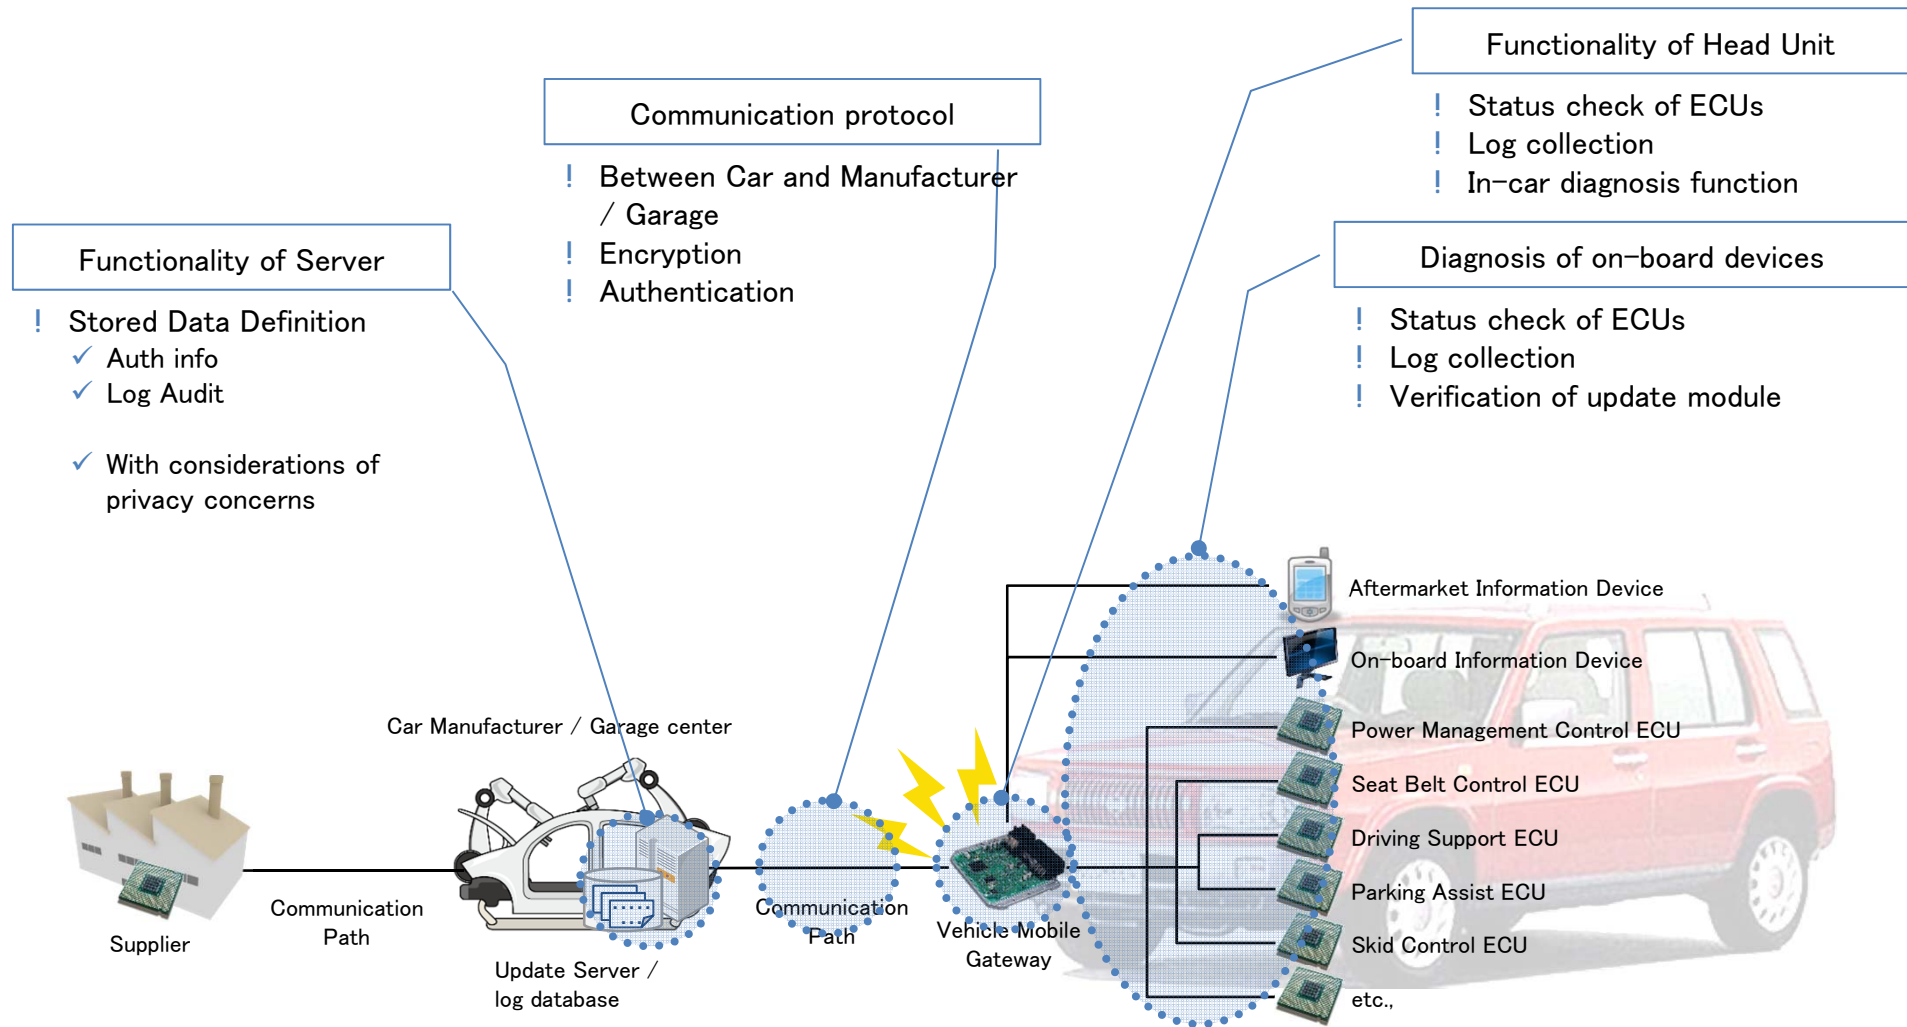 Functionality of Head Unit
! Status check of ECUs
! Log collection
! In-car diagnosis function
Communication protocol
! Between Car and Manufacturer
/ Garage
! Encryption
! Authentication
Functionality of Server
! Stored Data Definition
✓ Auth info
✓ Log Audit
✓ With considerations of
privacy concerns
Diagnosis of on-board devices
! Status check of ECUs
! Log collection
! Verification of update module
Aftermarket Information Device
On-board Information Device
Power Management Control ECU
Seat Belt Control ECU
Driving Support ECU
Parking Assist ECU
Skid Control ECU
etc.,
Car Manufacturer / Garage center
Supplier
Communication
Path
Update Server /
log database
Communication
Path
Vehicle Mobile
Gateway